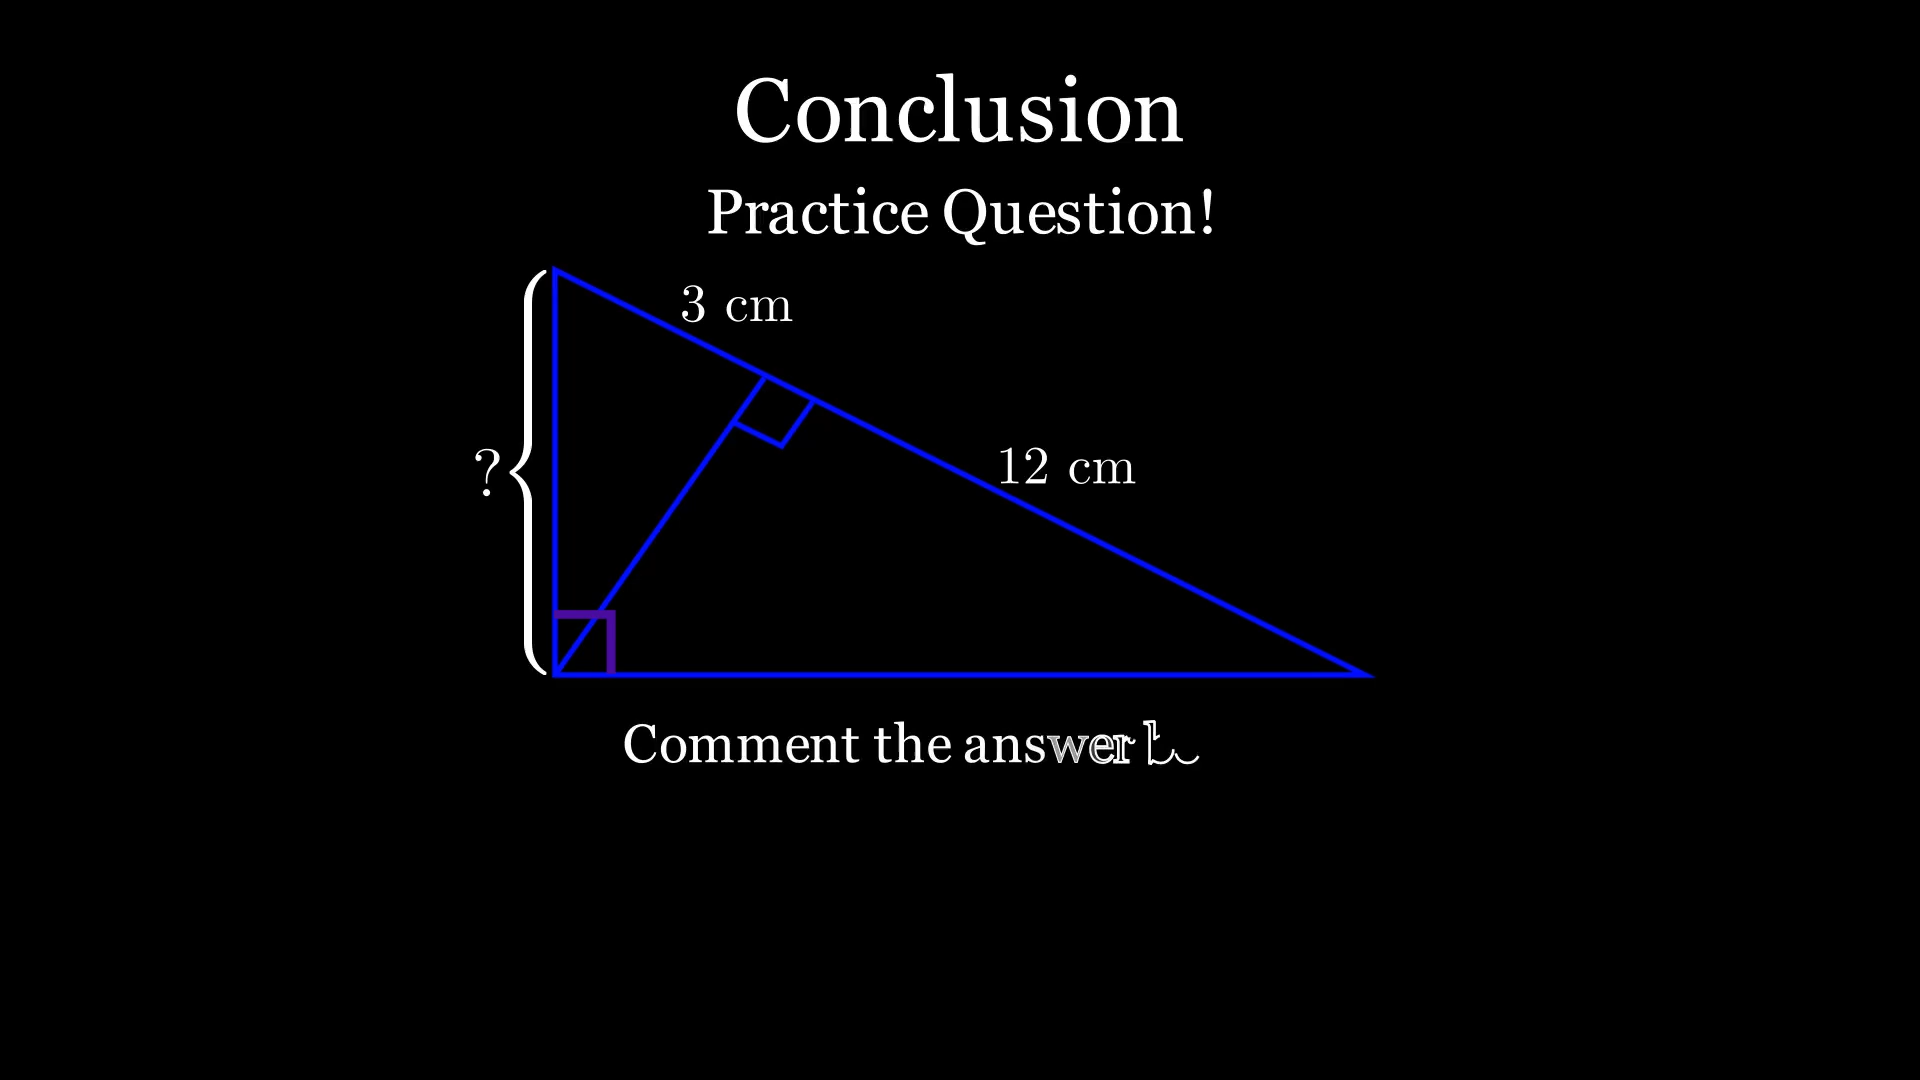 Conclusion
Practice Question!
3 cm
12 cm
?
Comment the answer